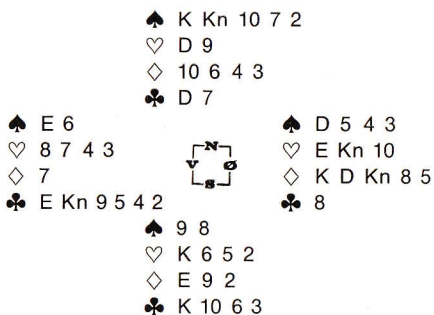 ♠ K Kn 10 7 2
♡ D 9
♢ 10 6 4 3
♣ D 7
♠ E 6
♡ 8 7 4 3
♢ 7
♣ E Kn 9 5 4 2
N
V Ø
S
♠ D 5 4 3
♡ E Kn 10
♢ K D Kn 8 5
♣ 8
♠ 9 8
♡ K 6 5 2
♢ E 9 2
♣ K 10 6 3